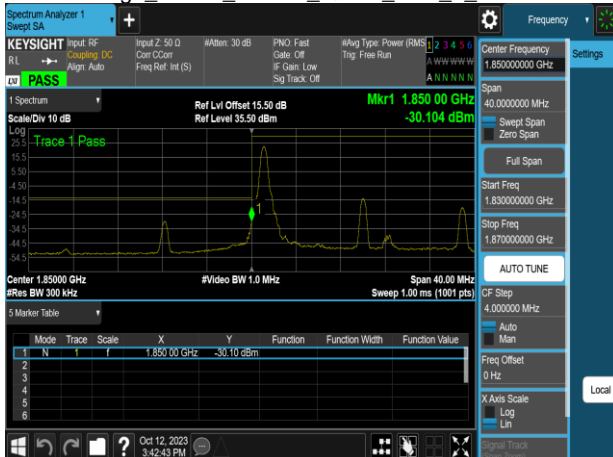 Spectrum Analyzer 1
Swept SA
+
Frequency
KEYSIGHT
RL
Input: RF
Coupling: DC
Align: Auto
Input Z: 50 Ω
Corr CCorr
Freq Ref: Int (S)
#Atten: 30 dB
PNO: Fast
Gate: Off
IF Gain: Low
Sig Track: Off
#Avg Type: Power (RMS
Trig: Free Run
1 2 3 4 5 6
A W W W W W
A N N N N N
PASS
1 Spectrum
Scale/Div 10 dB
Ref Lvl Offset 15.50 dB
Ref Level 35.50 dBm
Mkr1 1.850 00 GHz
-30.104 dBm
Log
Trace 1 Pass
25.5
15.5
5.50
-4.50
-14.5
-24.5
-34.5
-44.5
-54.5
1
Center 1.85000 GHz
#Res BW 300 kHz
#Video BW 1.0 MHz
Span 40.00 MHz
Sweep 1.00 ms (1001 pts)
5 Marker Table
Mode Trace Scale X Y Function Function Width Function Value
1 N 1 f 1.850 00 GHz -30.10 dBm
2
3
4
5
6
?
Oct 12, 2023
3:42:43 PM
Center Frequency
1.850000000 GHz
Settings
Span
40.0000000 MHz
Swept Span
Zero Span
Full Span
Start Freq
1.830000000 GHz
Stop Freq
1.870000000 GHz
AUTO TUNE
CF Step
4.000000 MHz
Auto
Man
Freq Offset
0 Hz
Local
X Axis Scale
Log
Lin
Signal Track